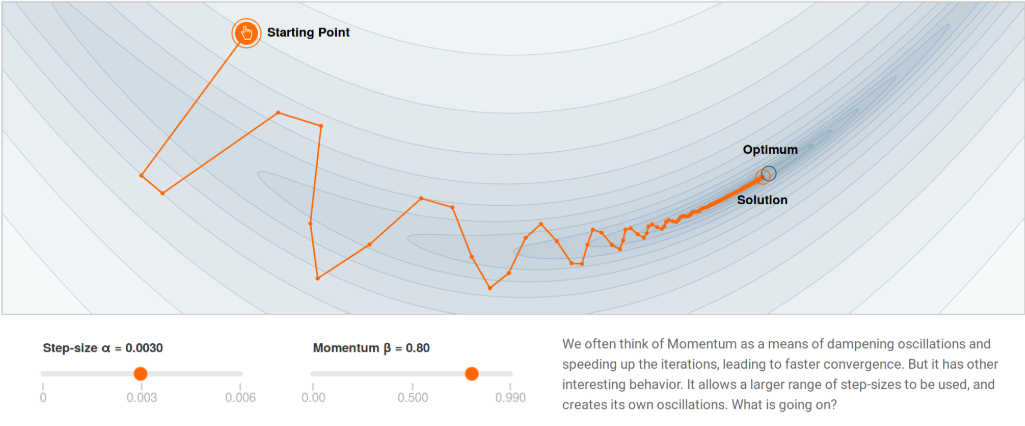 Starting Point
Optimum
Solution
Step-size α = 0.0030
0 0.003 0.006
Momentum β = 0.80
0.00 0.500 0.990
We often think of Momentum as a means of dampening oscillations and
speeding up the iterations, leading to faster convergence. But it has other
interesting behavior. It allows a larger range of step-sizes to be used, and
creates its own oscillations. What is going on?